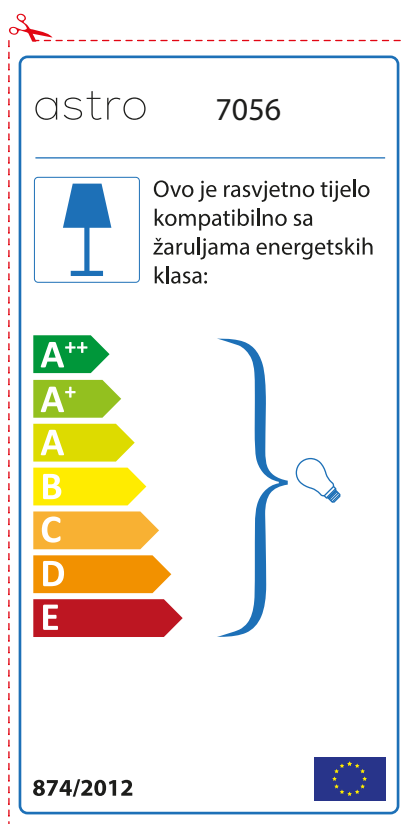 astro 7056
Ovo je rasvjetno tijelo
kompatibilno sa
žaruljama energetskih
klasa:
A++
A+
A
B
C
D
E
874/2012